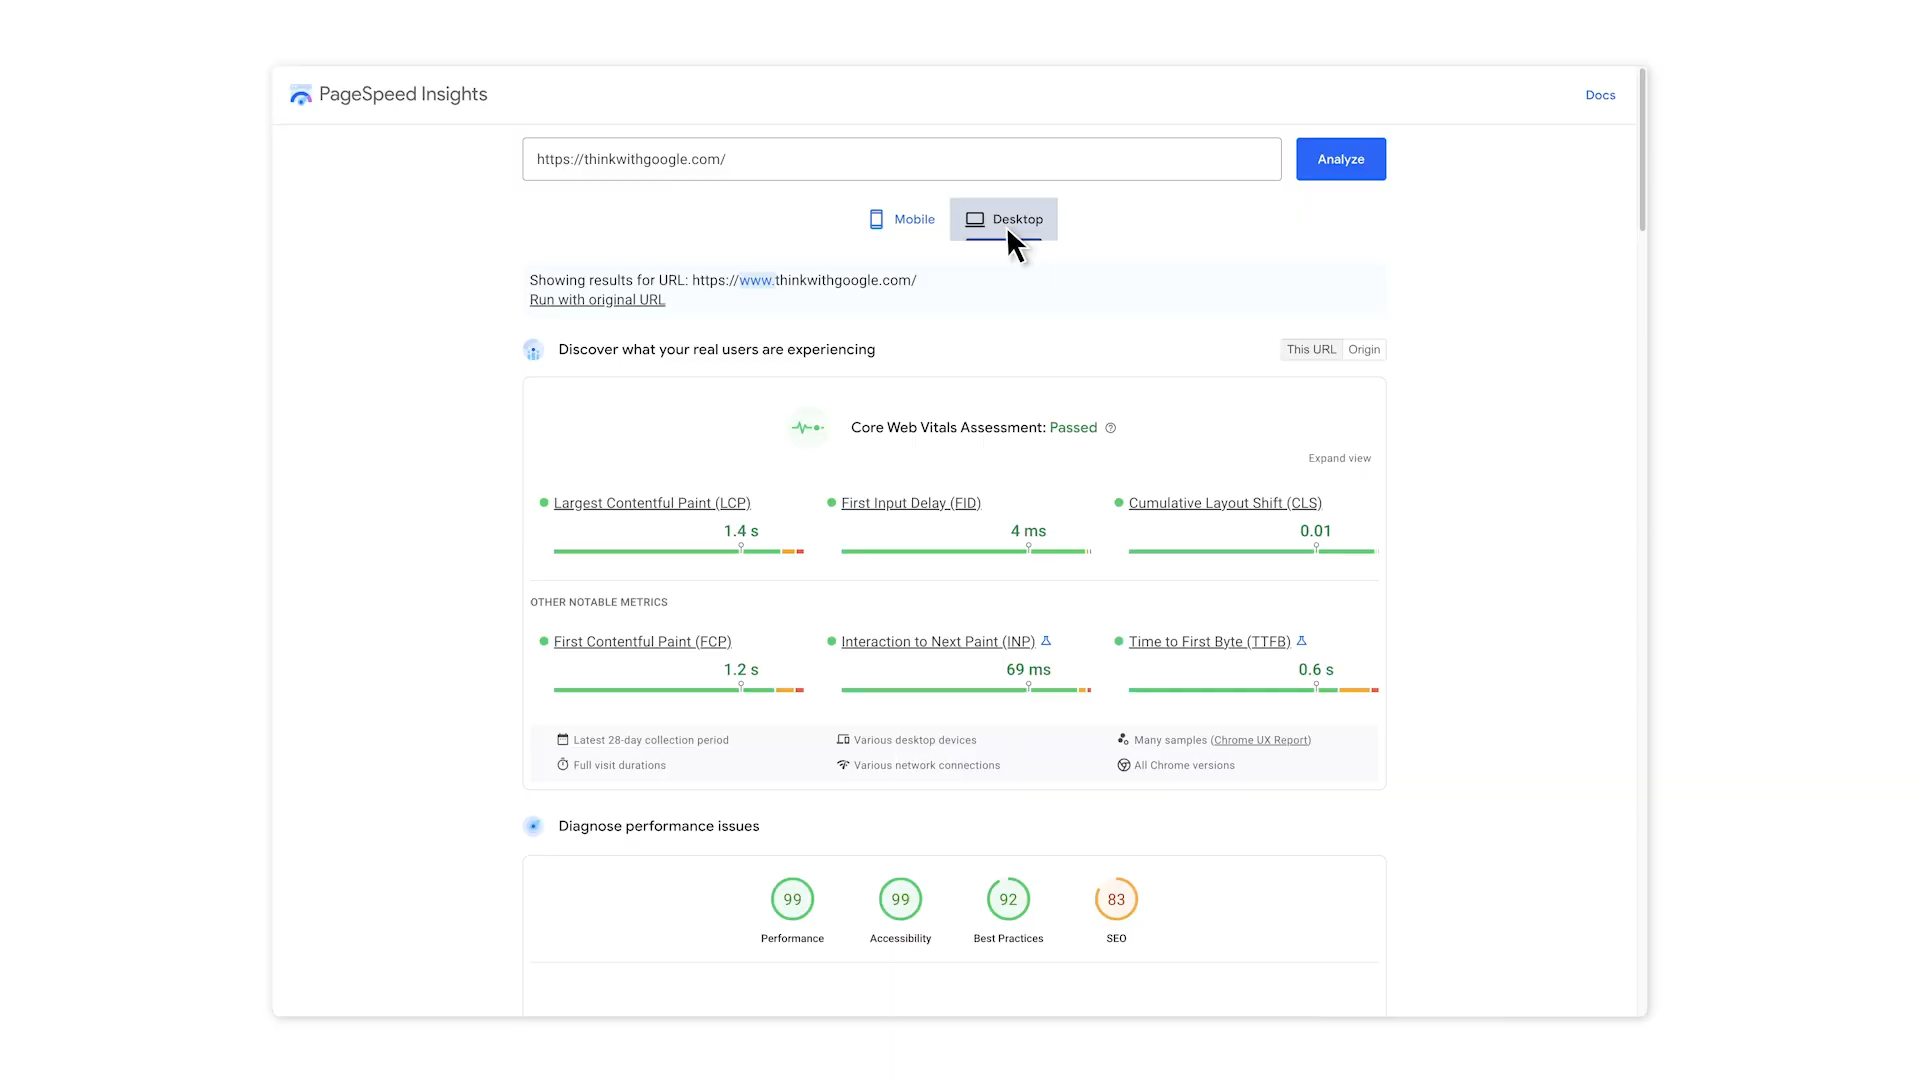 PageSpeed Insights
Docs
https://thinkwithgoogle.com/
Analyze
Mobile
Desktop
Showing results for URL: https://www.thinkwithgoogle.com/
Run with original URL
Discover what your real users are experiencing
This URL
Origin
Core Web Vitals Assessment: Passed
Expand view
Largest Contentful Paint (LCP)
1.4 s
First Input Delay (FID)
4 ms
Cumulative Layout Shift (CLS)
0.01
OTHER NOTABLE METRICS
First Contentful Paint (FCP)
1.2 s
Interaction to Next Paint (INP)
69 ms
Time to First Byte (TTFB)
0.6 s
Latest 28-day collection period
Various desktop devices
Many samples (Chrome UX Report)
Full visit durations
Various network connections
All Chrome versions
Diagnose performance issues
99
Performance
99
Accessibility
92
Best Practices
83
SEO